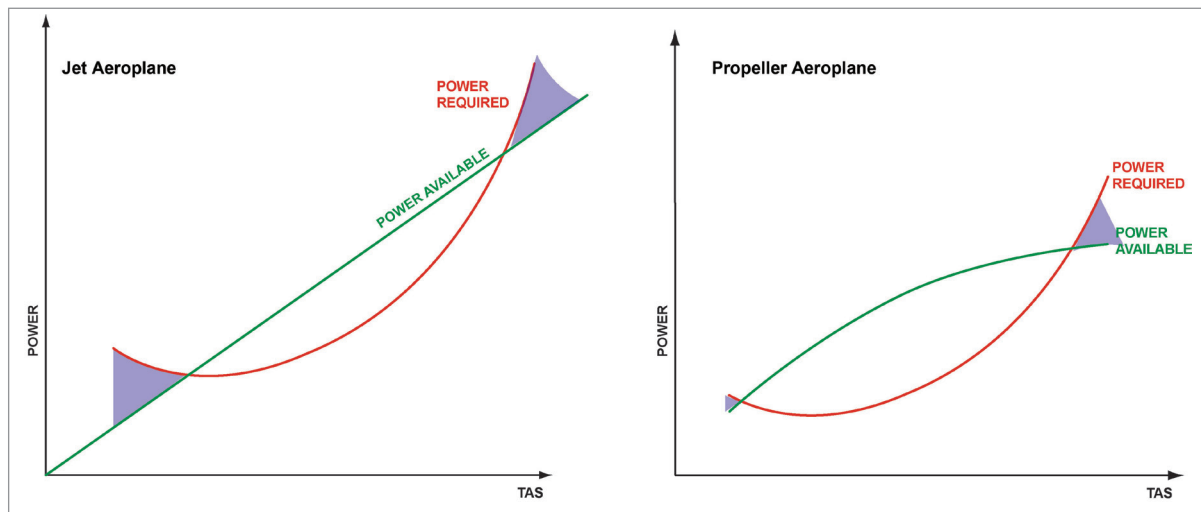 Jet Aeroplane
POWER
REQUIRED
POWER AVAILABLE
POWER
TAS
Propeller Aeroplane
POWER
REQUIRED
POWER
AVAILABLE
POWER
TAS